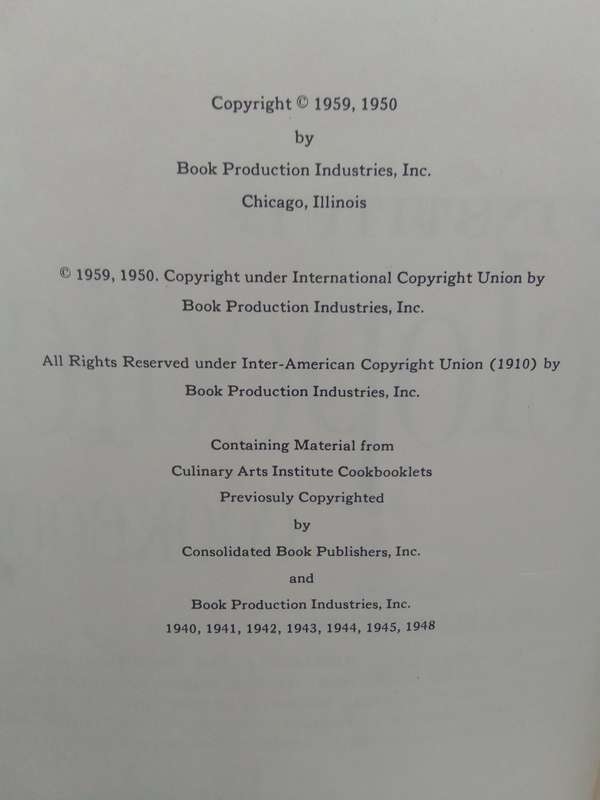 Copyright © 1959, 1950
by
Book Production Industries, Inc.
Chicago, Illinois
© 1959, 1950. Copyright under International Copyright Union by
Book Production Industries, Inc.
All Rights Reserved under Inter-American Copyright Union (1910) by
Book Production Industries, Inc.
Containing Material from
Culinary Arts Institute Cookbooklets
Previosuly Copyrighted
by
Consolidated Book Publishers, Inc.
and
Book Production Industries, Inc.
1940, 1941, 1942, 1943, 1944, 1945, 1948